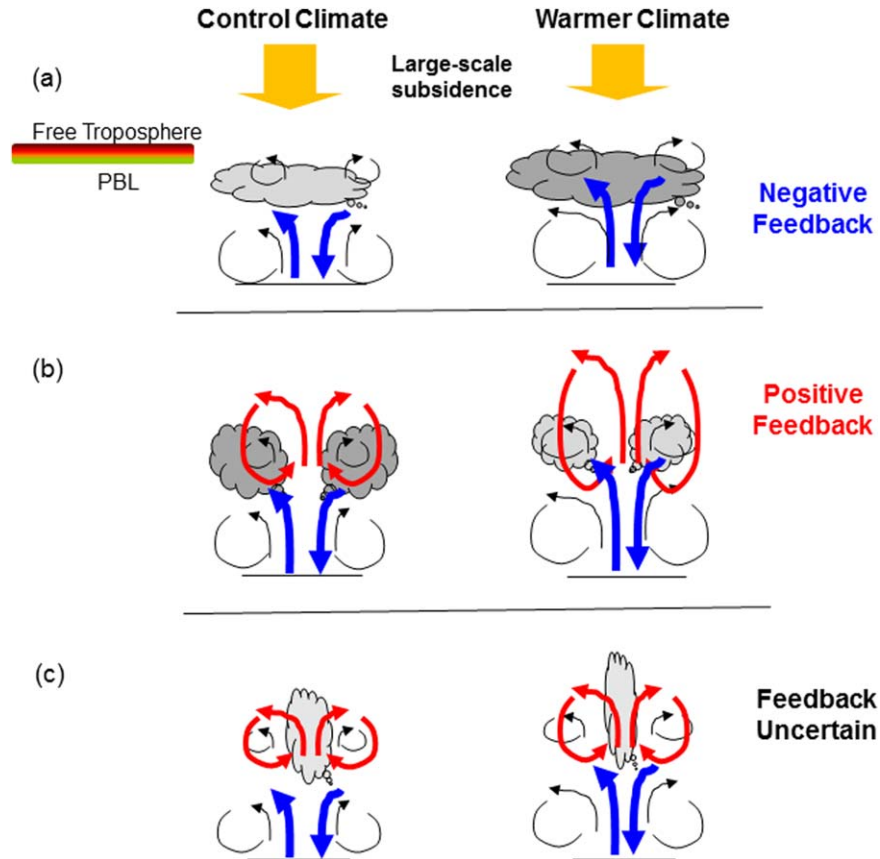 Control Climate
Warmer Climate
Large-scale
subsidence
(a)
Free Troposphere
PBL
Negative
Feedback
(b)
Positive
Feedback
(c)
Feedback
Uncertain